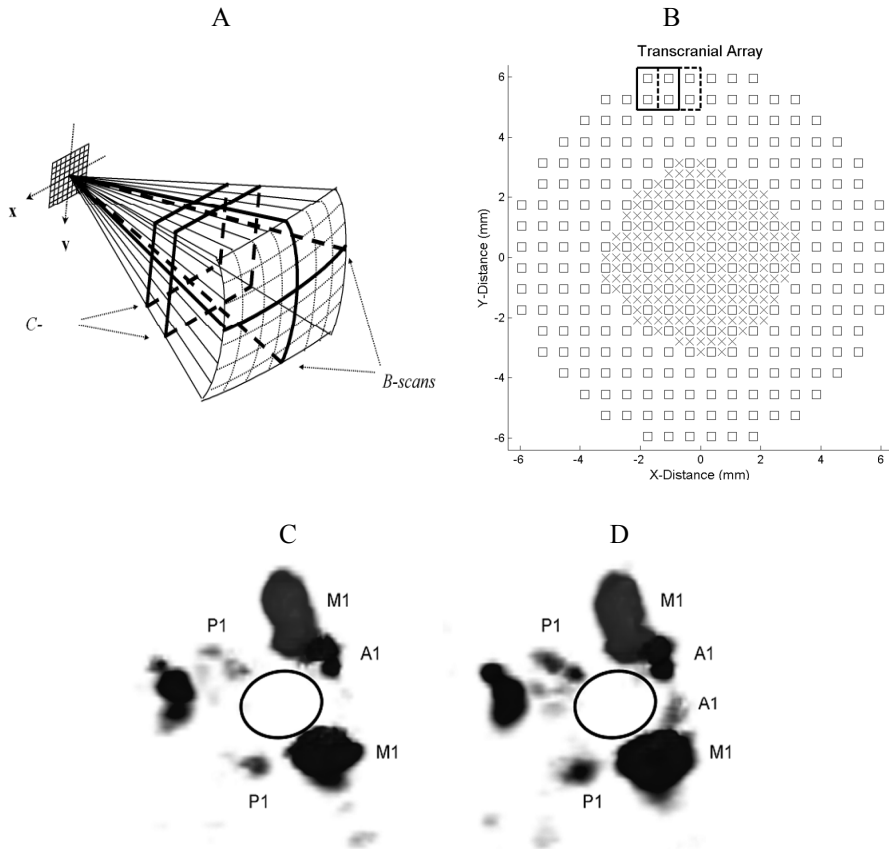 A
B
x
v
C-
B-scans
Transcranial Array
Y-Distance (mm)
6
4
2
0
-2
-4
-6
-6
-4
-2
0
2
4
6
X-Distance (mm)
C
D
M1
P1
A1
M1
P1
M1
P1
A1
A1
M1
P1